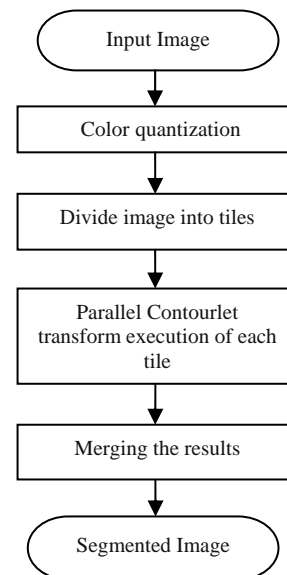 Input Image
Color quantization
Divide image into tiles
Parallel Contourlet
transform execution of each
tile
Merging the results
Segmented Image